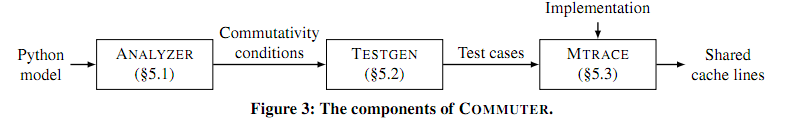 Implementation
Commutativity
Python ANALYZER conditions TESTGEN Test cases MTRACE Shared
model (§5.1) (§5.2) (§5.3) cache lines
Figure 3: The components of COMMUTER.